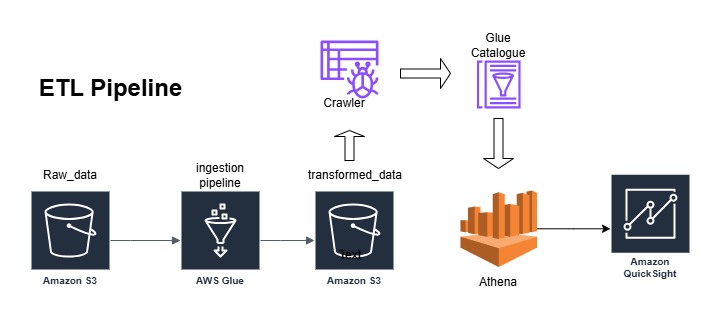 ETL Pipeline
Crawler
Glue
Catalogue
Raw_data
ingestion
pipeline
transformed_data
Text
Amazon S3
AWS Glue
Amazon S3
Athena
Amazon
QuickSight